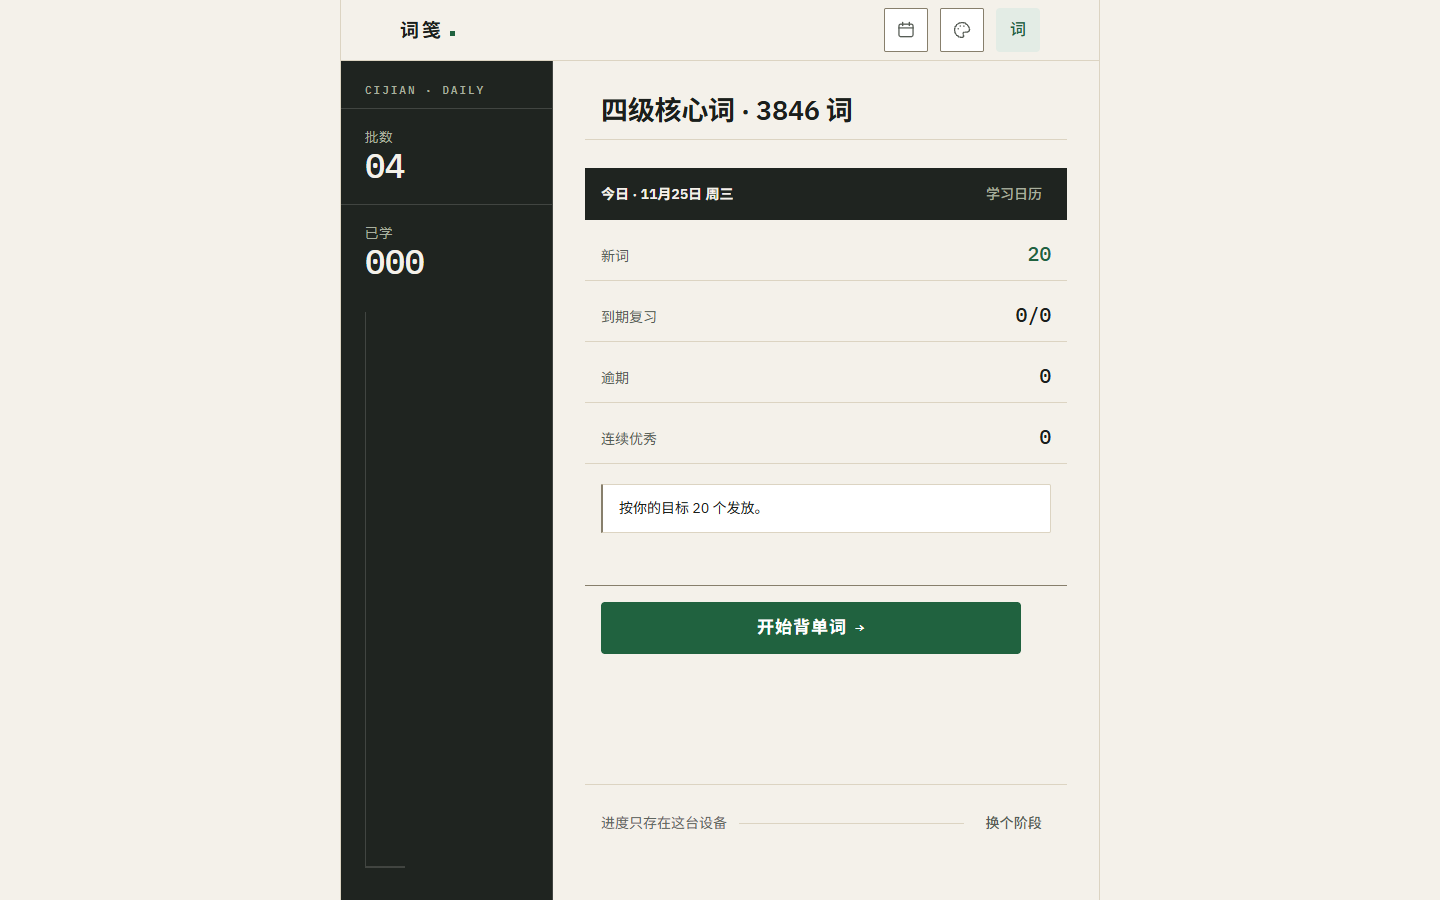 词笺
词
CIJIAN · DAILY
批数
04
已学
000
四级核心词 · 3846 词
今日 · 11月25日 周三
学习日历
新词
20
到期复习
0/0
逾期
0
连续优秀
0
按你的目标 20 个发放。
开始背单词 →
进度只存在这台设备
换个阶段